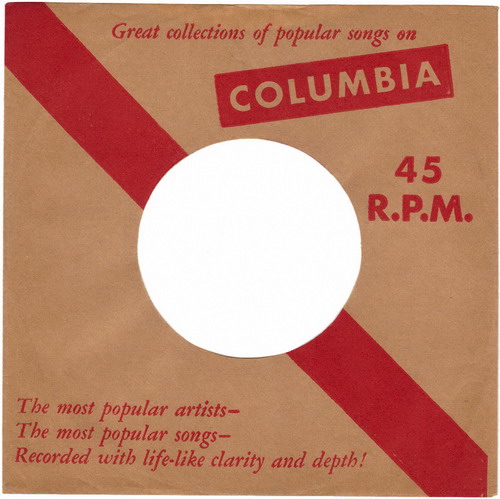 Great collections of popular songs on
COLUMBIA
45
R.P.M.
The most popular artists—
The most popular songs—
Recorded with life-like clarity and depth!